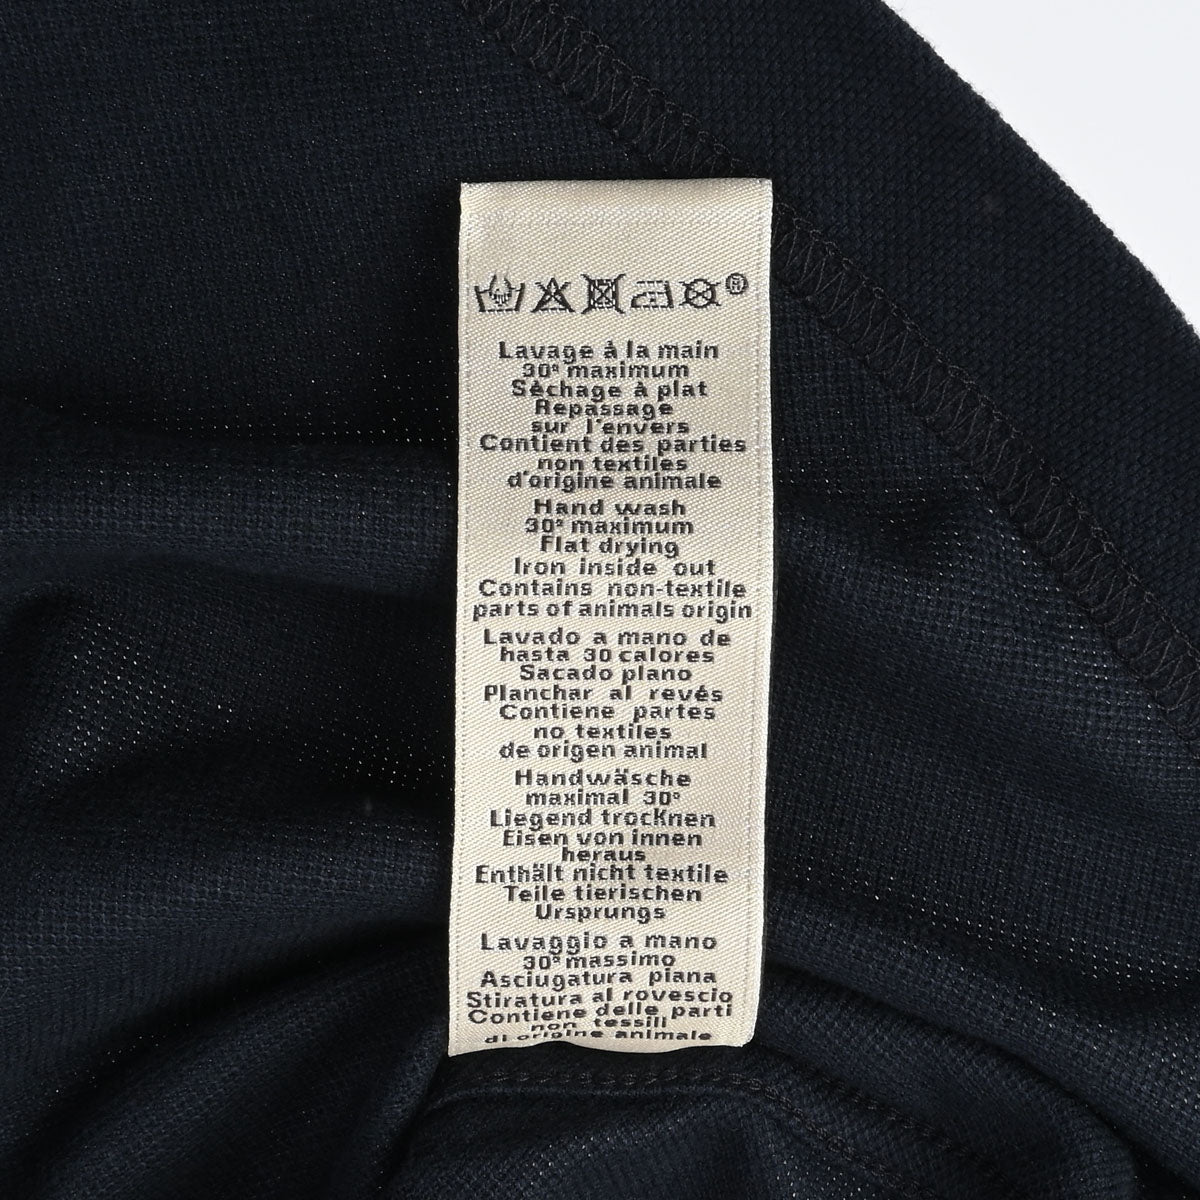 Lavage à la main
30° maximum
Séchage à plat
Repassage
sur l'envers
Contient des parties
non textiles
d'origine animale
Hand wash
30° maximum
Flat drying
Iron inside out
Contains non-textile
parts of animals origin
Lavado a mano de
hasta 30 calores
Sacado plano
Planchar al revés
Contiene partes
no textiles
de origen animal
Handwäsche
maximal 30°
Liegend trocknen
Eisen von innen
heraus
Enthält nicht textile
Teile tierischen
Ursprungs
Lavaggio a mano
30° massimo
Asciugatura piana
Stiratura al rovescio
Contiene delle parti
non tessili
di origine animale